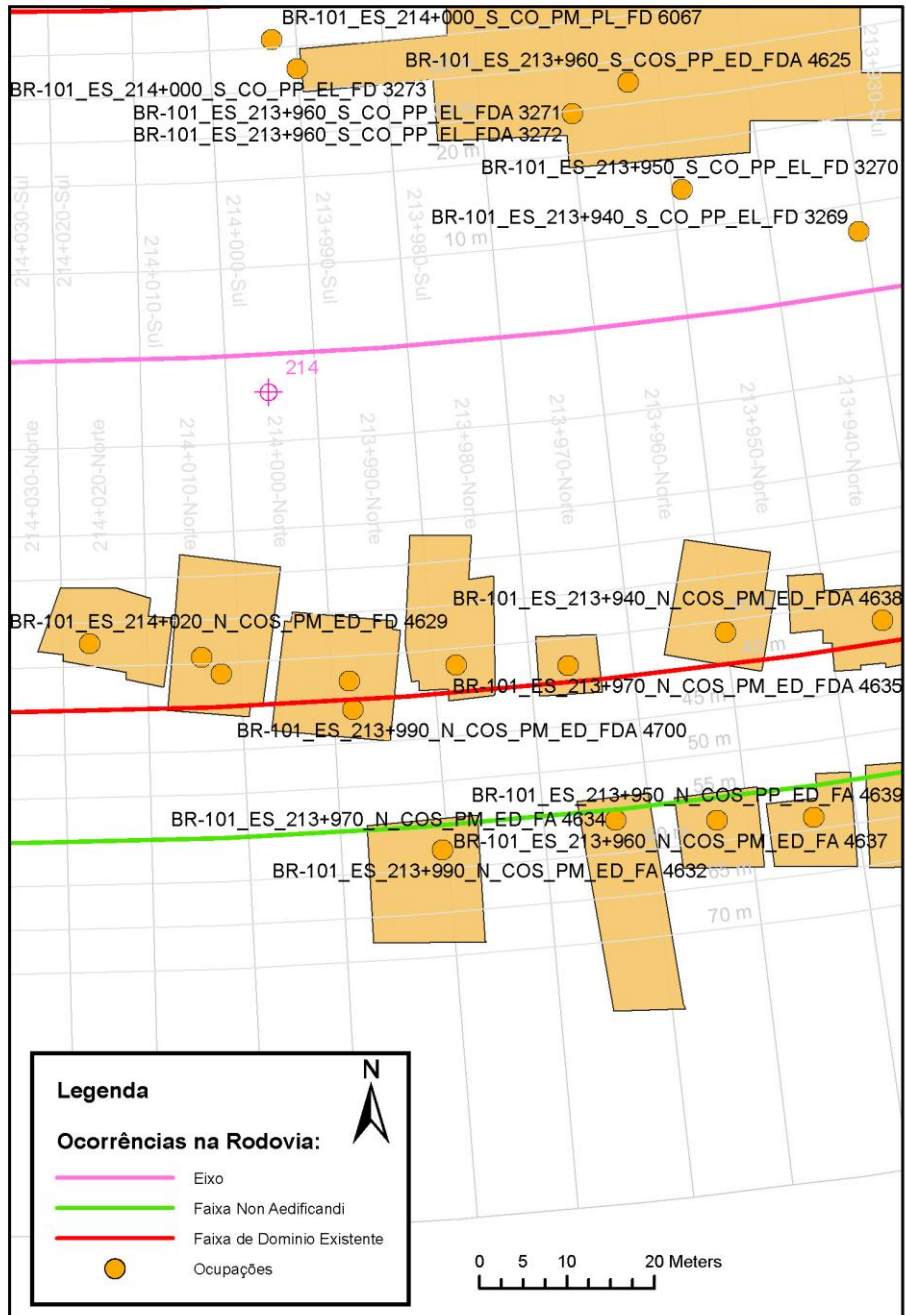 BR-101_ES_214+000_S_CO_PM_PL_FD 6067
BR-101_ES_213+960_S_COS_PP_ED_FDA 4625
BR-101_ES_214+000_S_CO_PP_EL_FD 3273
BR-101_ES_213+960_S_CO_PP_EL_FDA 3271
BR-101_ES_213+960_S_CO_PP_EL_FDA 3272
20 m
BR-101_ES_213+950_S_CO_PP_EL_FD 3270
BR-101_ES_213+940_S_CO_PP_EL_FD 3269
10 m
214+030-Sul
214+020-Sul
214+010-Sul
214+000-Sul
213+990-Sul
213+980-Sul
213+930-Sul
214
214+030-Norte
214+020-Norte
214+010-Norte
214+000-Norte
213+990-Norte
213+980-Norte
213+970-Norte
213+960-Norte
213+950-Norte
213+940-Norte
BR-101_ES_213+940_N_COS_PM_ED_FDA 4638
BR-101_ES_214+020_N_COS_PM_ED_FD 4629
40 m
BR-101_ES_213+970_N_COS_PM_ED_FDA 4635
45 m
BR-101_ES_213+990_N_COS_PM_ED_FDA 4700
50 m
55 m
BR-101_ES_213+950_N_COS_PP_ED_FA 4639
BR-101_ES_213+970_N_COS_PM_ED_FA 4634
BR-101_ES_213+960_N_COS_PM_ED_FA 4637
BR-101_ES_213+990_N_COS_PM_ED_FA 4632
65 m
70 m
N
Legenda
Ocorrências na Rodovia:
Eixo
Faixa Non Aedificandi
Faixa de Dominio Existente
Ocupações
0 5 10 20 Meters